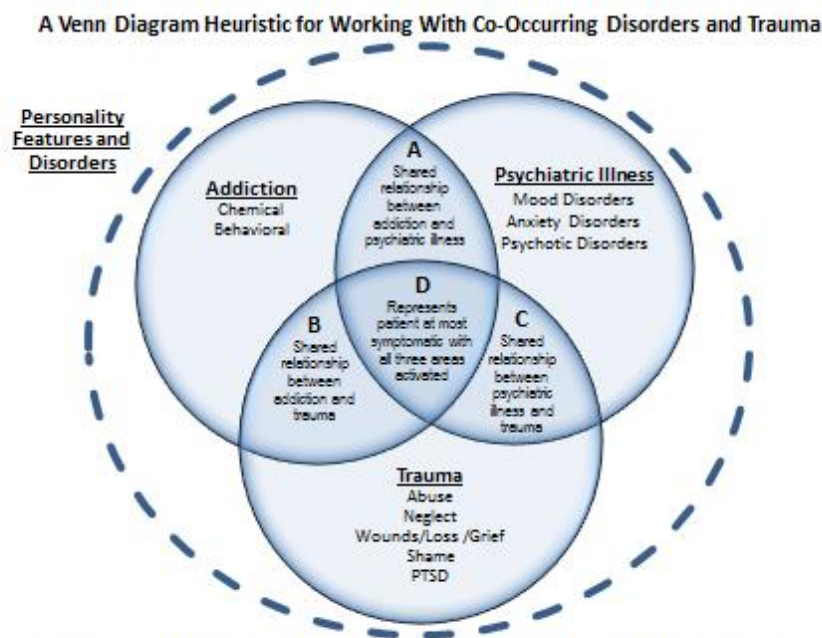 A Venn Diagram Heuristic for Working With Co-Occurring Disorders and Trauma
Personality
Features and
Disorders
Addiction
Chemical
Behavioral
A
Shared
relationship
between
addiction and
psychiatric illness
Psychiatric Illness
Mood Disorders
Anxiety Disorders
Psychotic Disorders
B
Shared
relationship
between
addiction and
trauma
D
Represents
patient at most
symptomatic with
all three areas
activated
C
Shared
relationship
between
psychiatric
illness and
trauma
Trauma
Abuse
Neglect
Wounds/Loss /Grief
Shame
PTSD